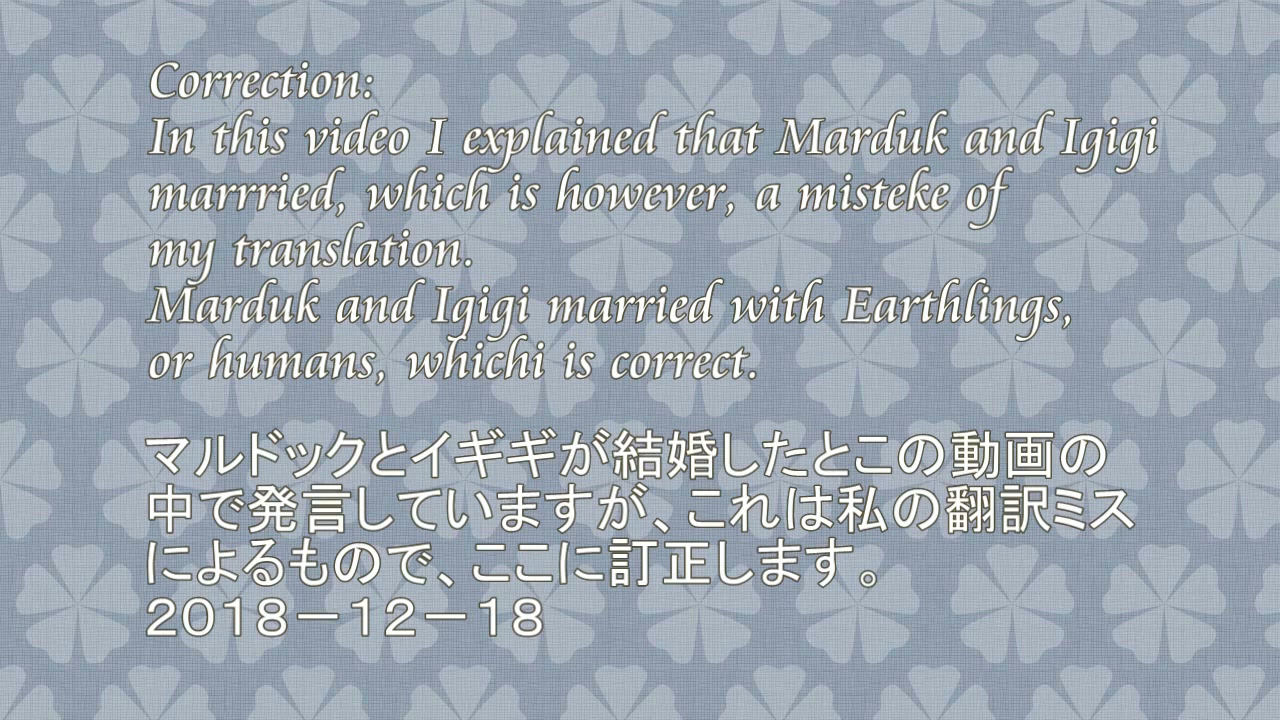 Correction:
In this video I explained that Marduk and Igigi
marrried, which is however, a misteke of
my translation.
Marduk and Igigi married with Earthlings,
or humans, whichi is correct.
マルドックとイギギが結婚したとこの動画の
中で発言していますが、これは私の翻訳ミス
によるもので、ここに訂正します。
２０１８－１２－１８